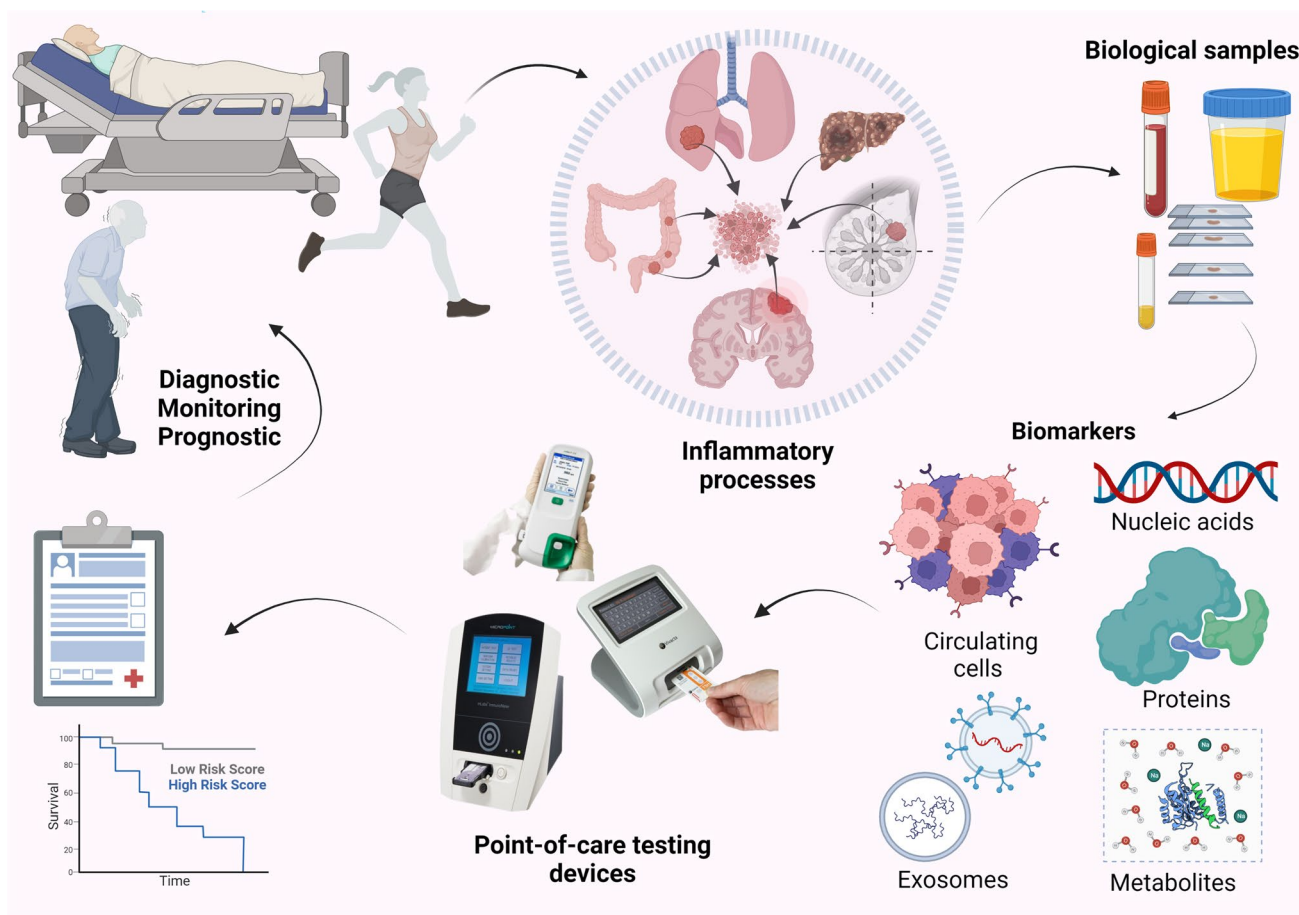 Biological samples
Diagnostic
Monitoring
Prognostic
Inflammatory
processes
Biomarkers
Nucleic acids
Circulating
cells
Proteins
Na
Na
Na
Exosomes
Metabolites
Point-of-care testing
devices
100
80
60
40
20
0
Survival
Low Risk Score
High Risk Score
Time